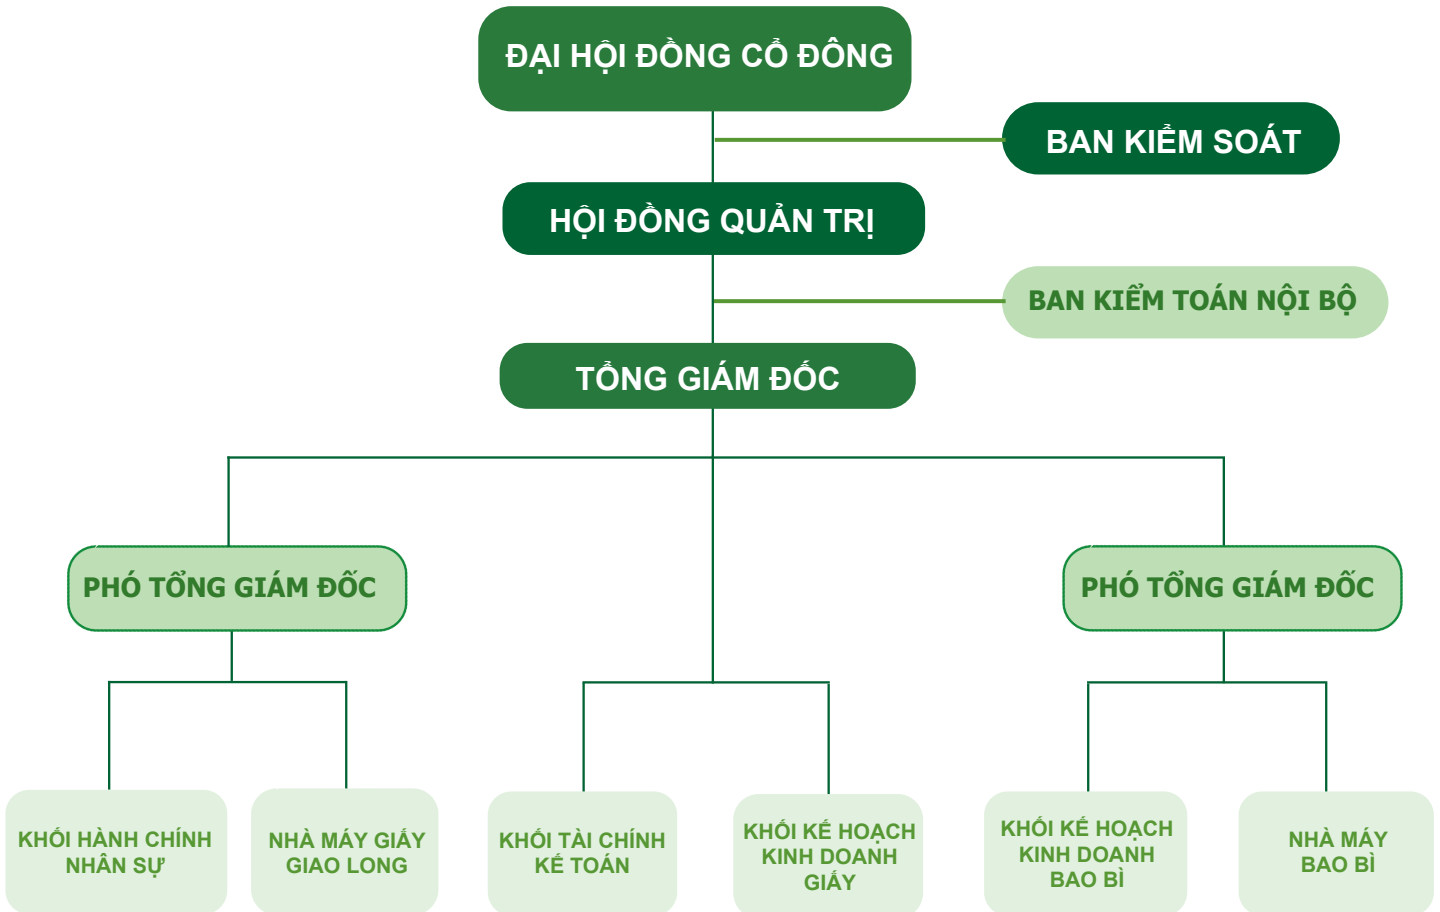 ĐẠI HỘI ĐỒNG CỔ ĐÔNG
BAN KIỂM SOÁT
HỘI ĐỒNG QUẢN TRỊ
BAN KIỂM TOÁN NỘI BỘ
TỔNG GIÁM ĐỐC
PHÓ TỔNG GIÁM ĐỐC
PHÓ TỔNG GIÁM ĐỐC
KHỐI HÀNH CHÍNH
NHÂN SỰ
NHÀ MÁY GIẤY
GIAO LONG
KHỐI TÀI CHÍNH
KẾ TOÁN
KHỐI KẾ HOẠCH
KINH DOANH
GIẤY
KHỐI KẾ HOẠCH
KINH DOANH
BAO BÌ
NHÀ MÁY
BAO BÌ